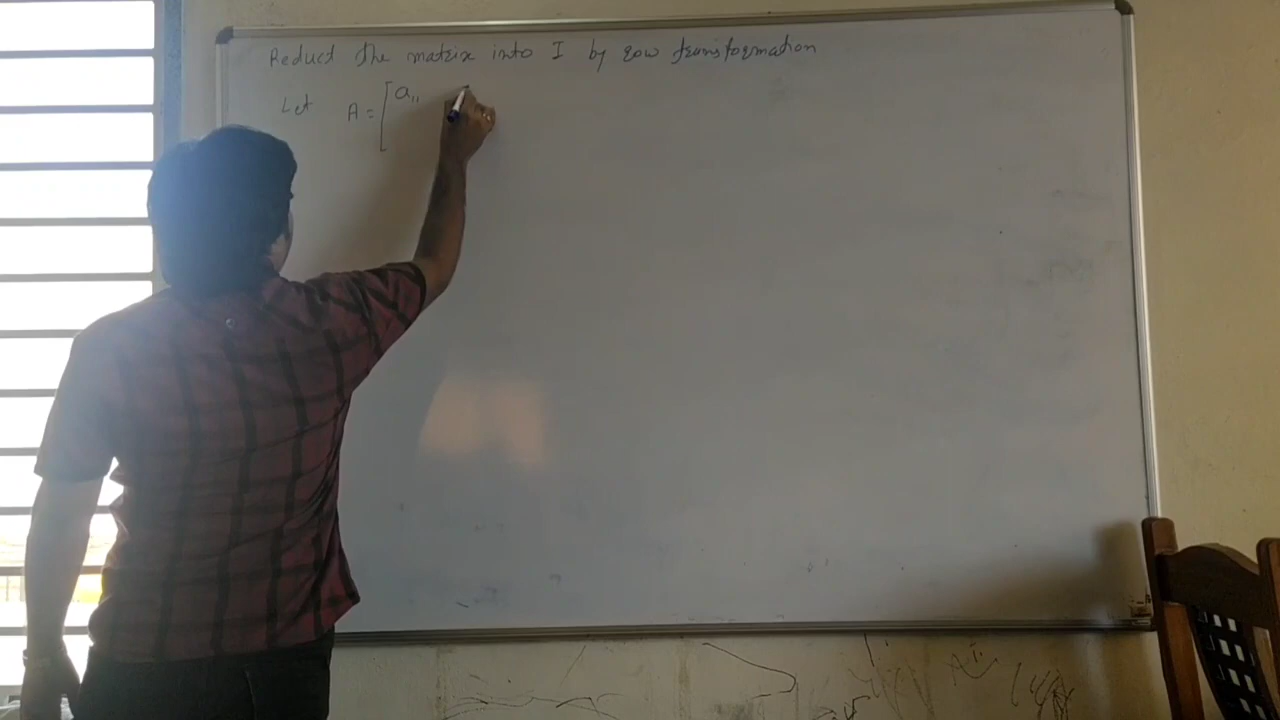 Reduct the matrix into I by row transformation
Let A = [ a₁₁